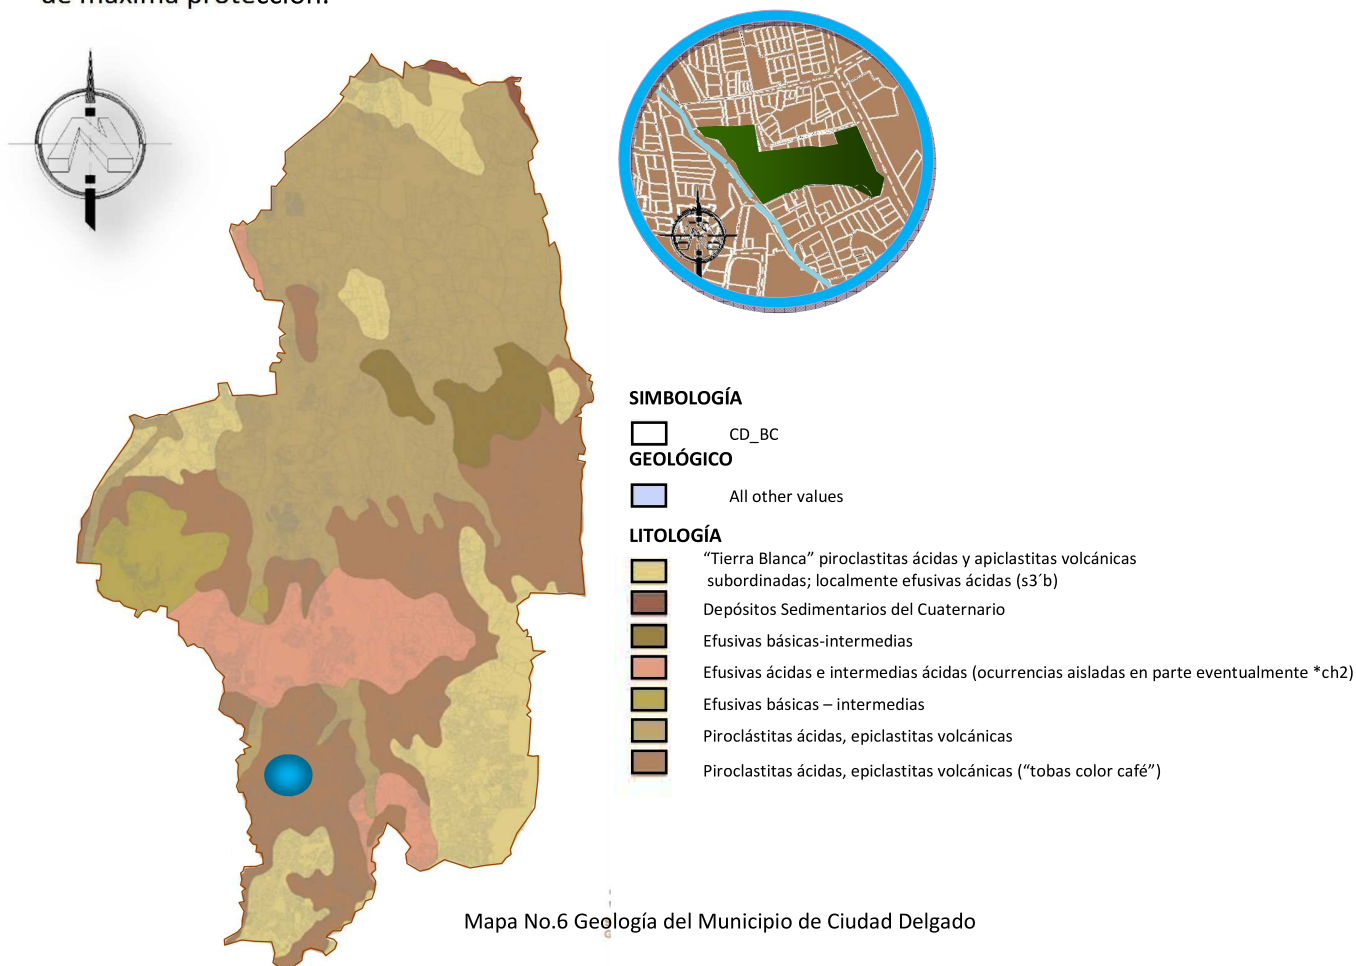 de máxima protección.
SIMBOLOGÍA
CD_BC
GEOLÓGICO
All other values
LITOLOGÍA
“Tierra Blanca” piroclastitas ácidas y apiclastitas volcánicas
subordinadas; localmente efusivas ácidas (s3´b)
Depósitos Sedimentarios del Cuaternario
Efusivas básicas-intermedias
Efusivas ácidas e intermedias ácidas (ocurrencias aisladas en parte eventualmente *ch2)
Efusivas básicas – intermedias
Piroclástitas ácidas, epiclastitas volcánicas
Piroclastitas ácidas, epiclastitas volcánicas (“tobas color café”)
Mapa No.6 Geología del Municipio de Ciudad Delgado